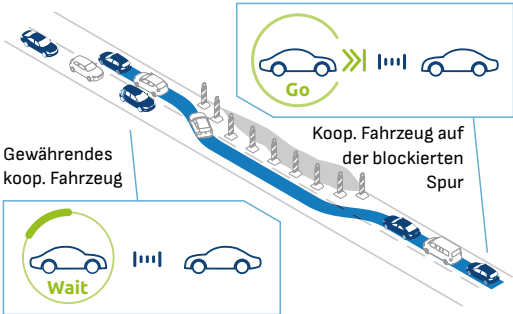 Go
Koop. Fahrzeug auf
der blockierten
Spur
Gewährendes
koop. Fahrzeug
Wait